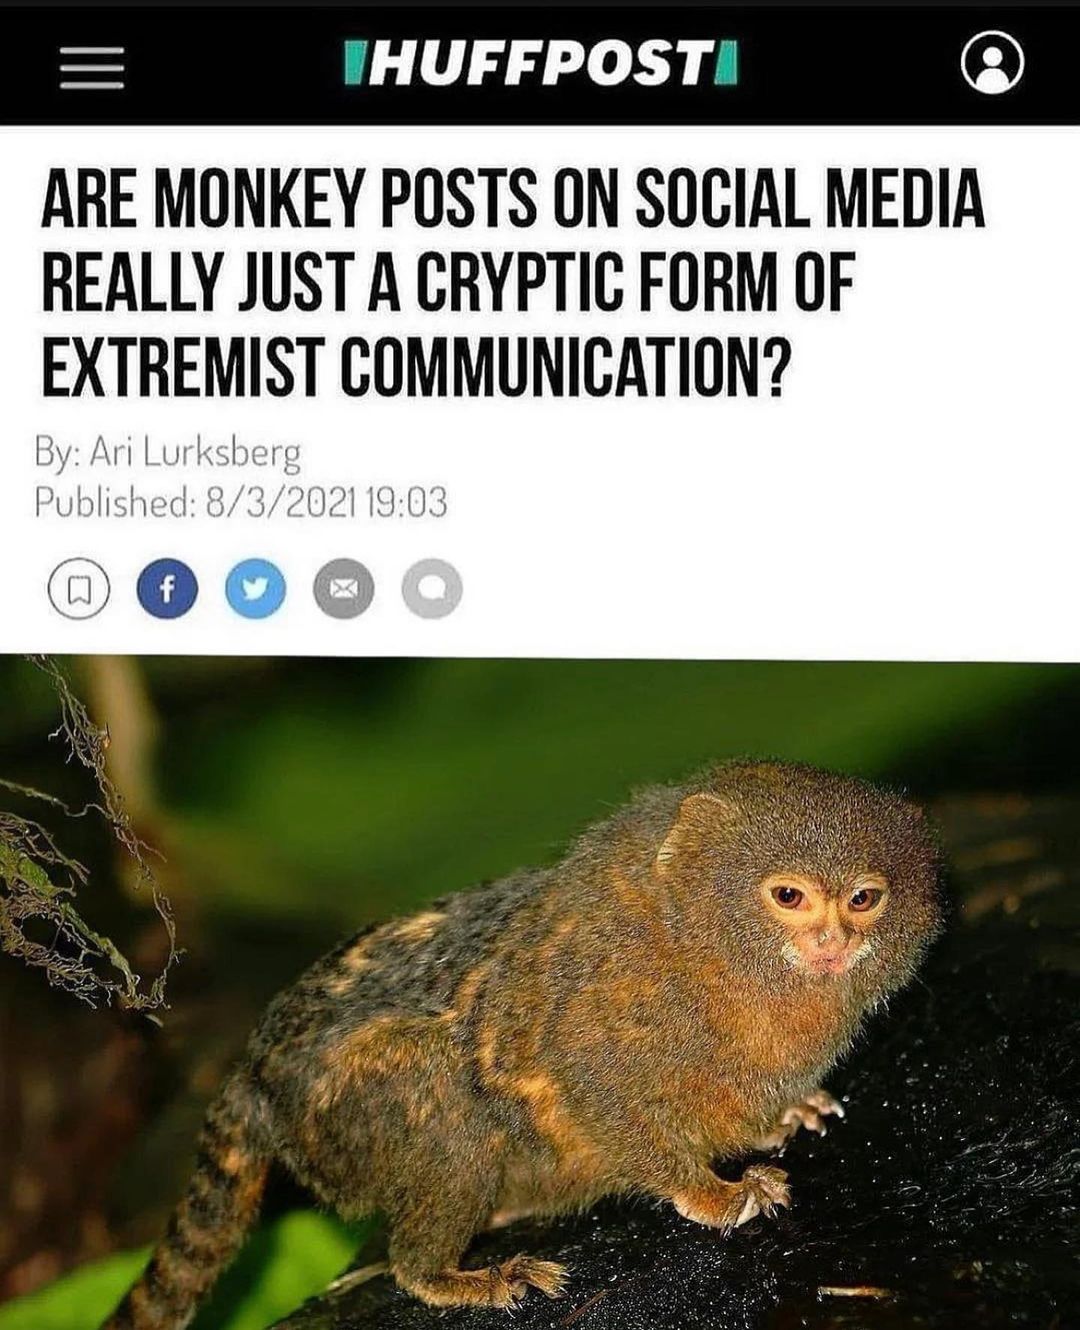 HUFFPOST
ARE MONKEY POSTS ON SOCIAL MEDIA
REALLY JUST A CRYPTIC FORM OF
EXTREMIST COMMUNICATION?
By: Ari Lurksberg
Published: 8/3/2021 19:03
f